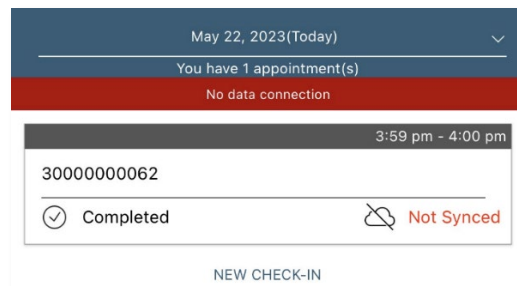 May 22, 2023(Today)
You have 1 appointment(s)
No data connection
3:59 pm - 4:00 pm
30000000062
Completed
Not Synced
NEW CHECK-IN